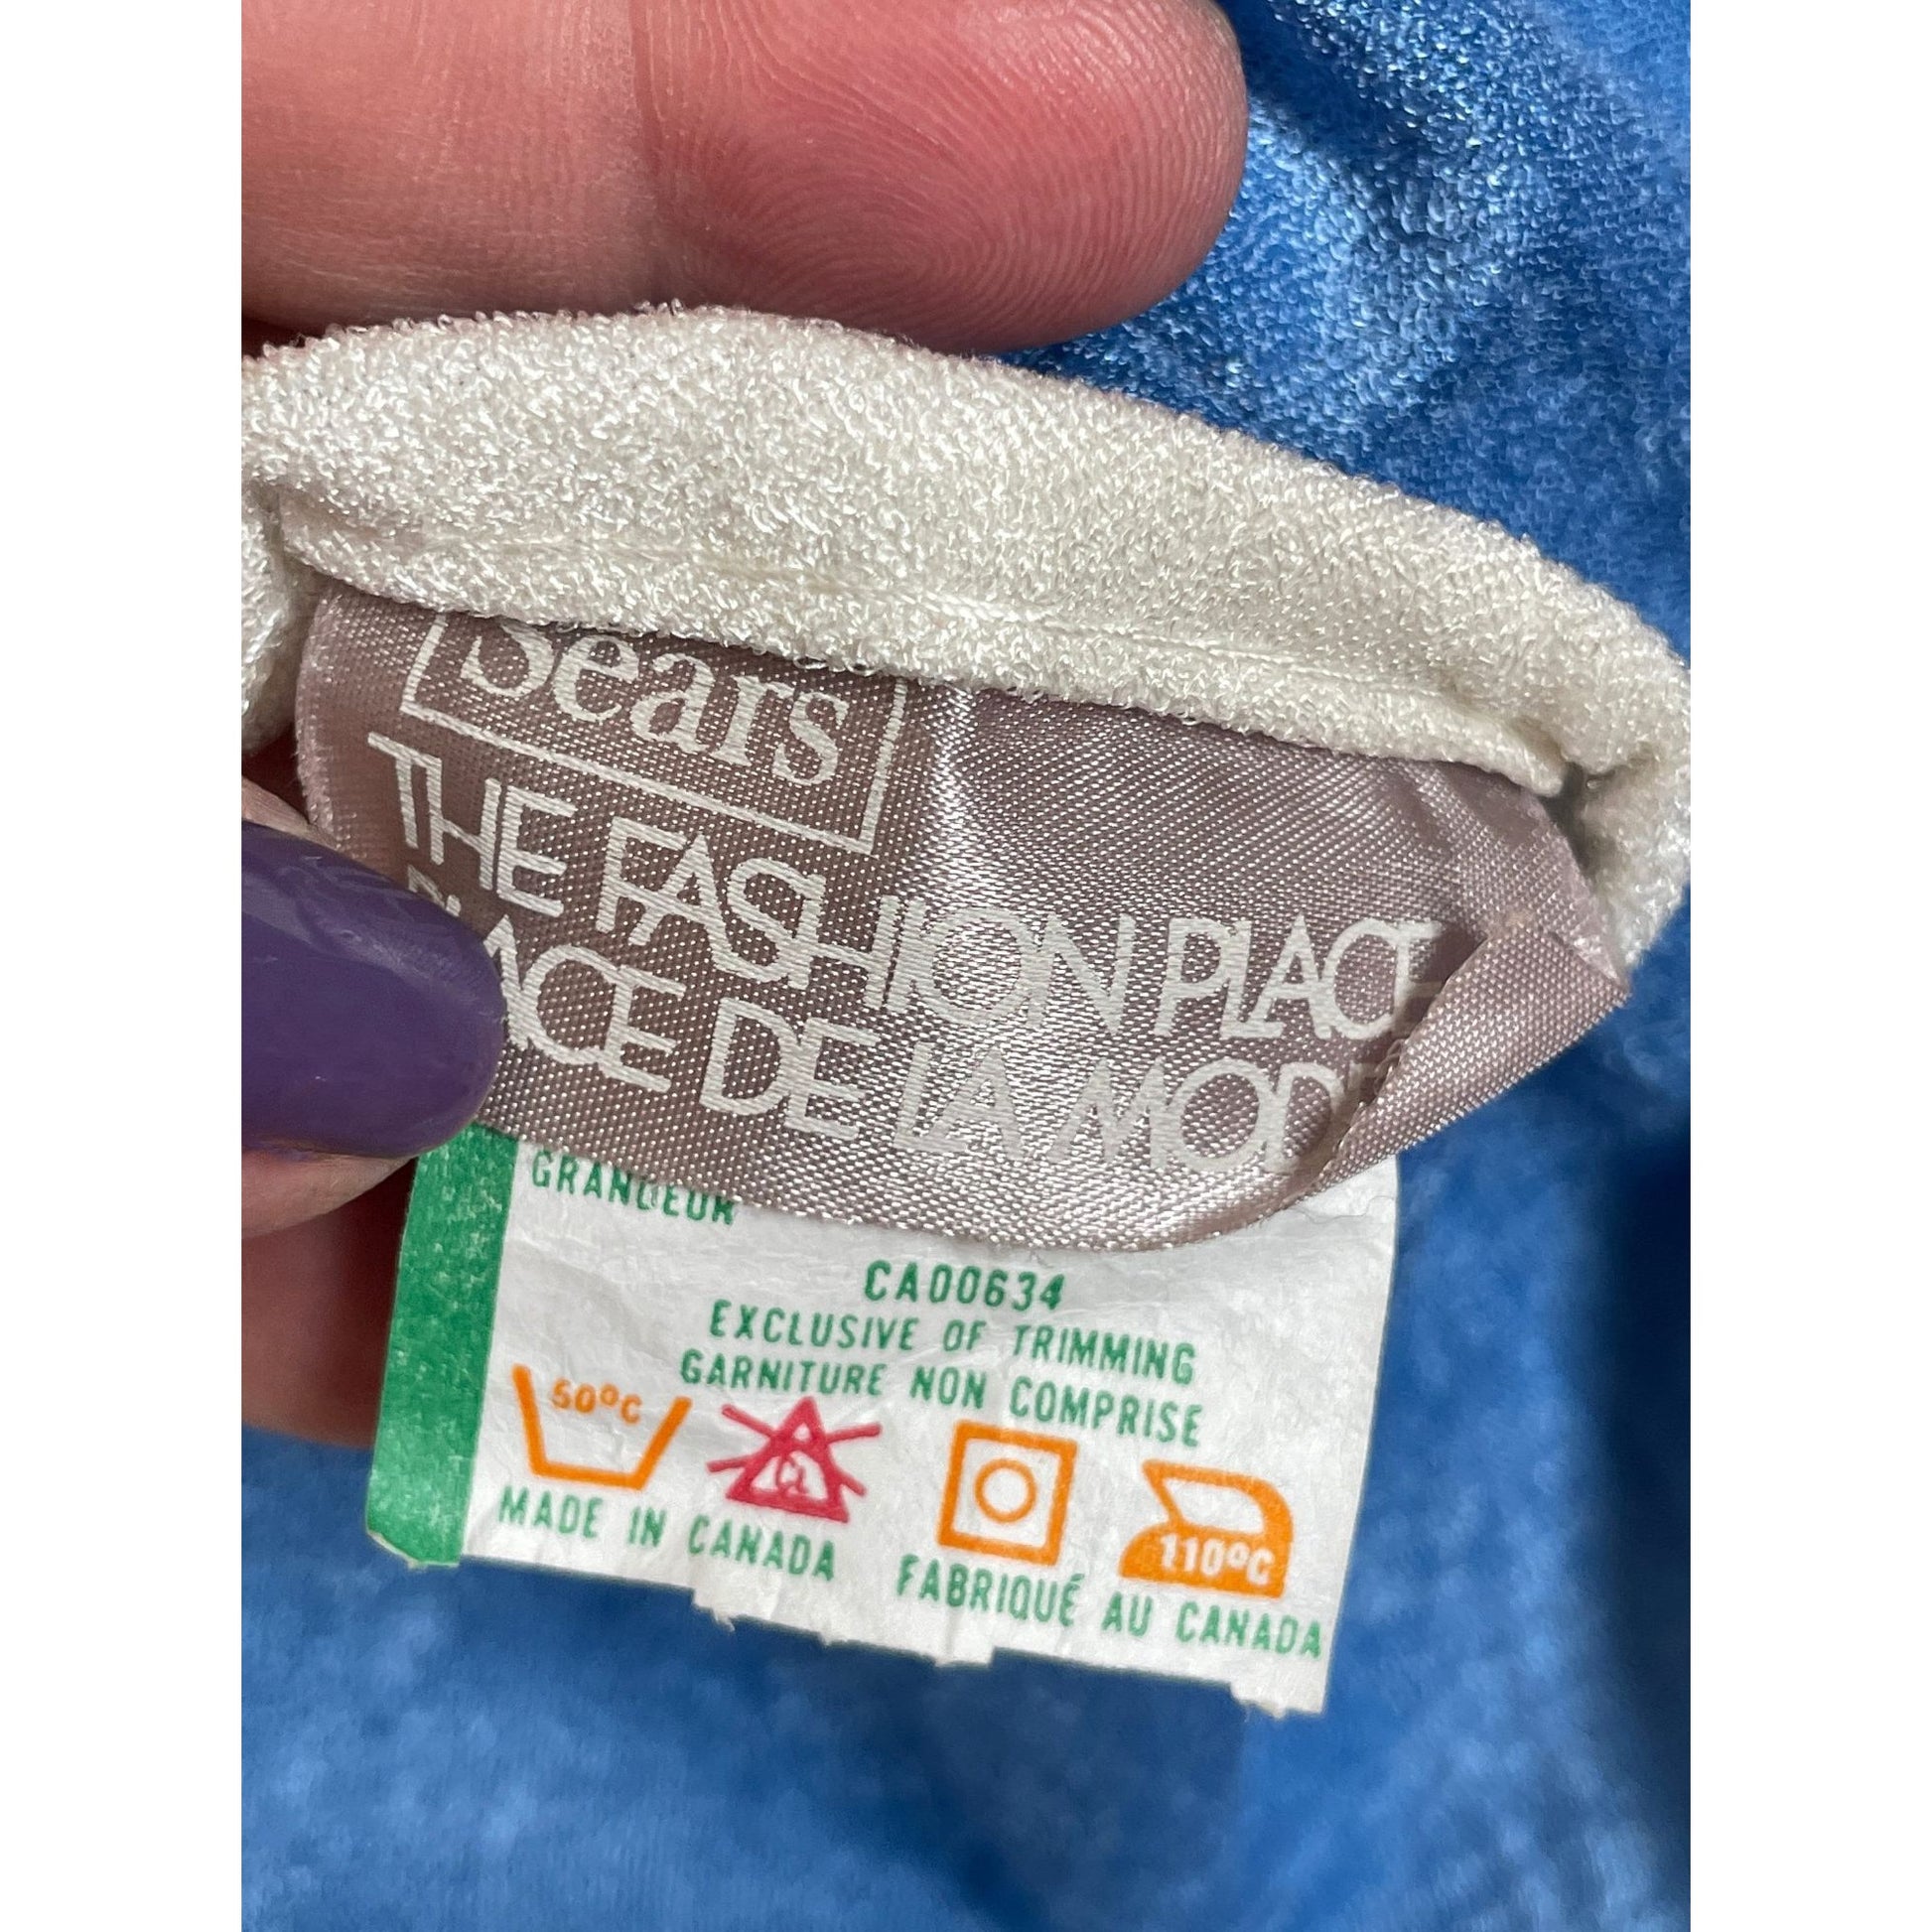 Sears
THE FASHION PLACE
PLACE DE LA MODE
GRANDEUR
CA00634
EXCLUSIVE OF TRIMMING
GARNITURE NON COMPRISE
50°C
CL
110°C
MADE IN CANADA
FABRIQUÉ AU CANADA